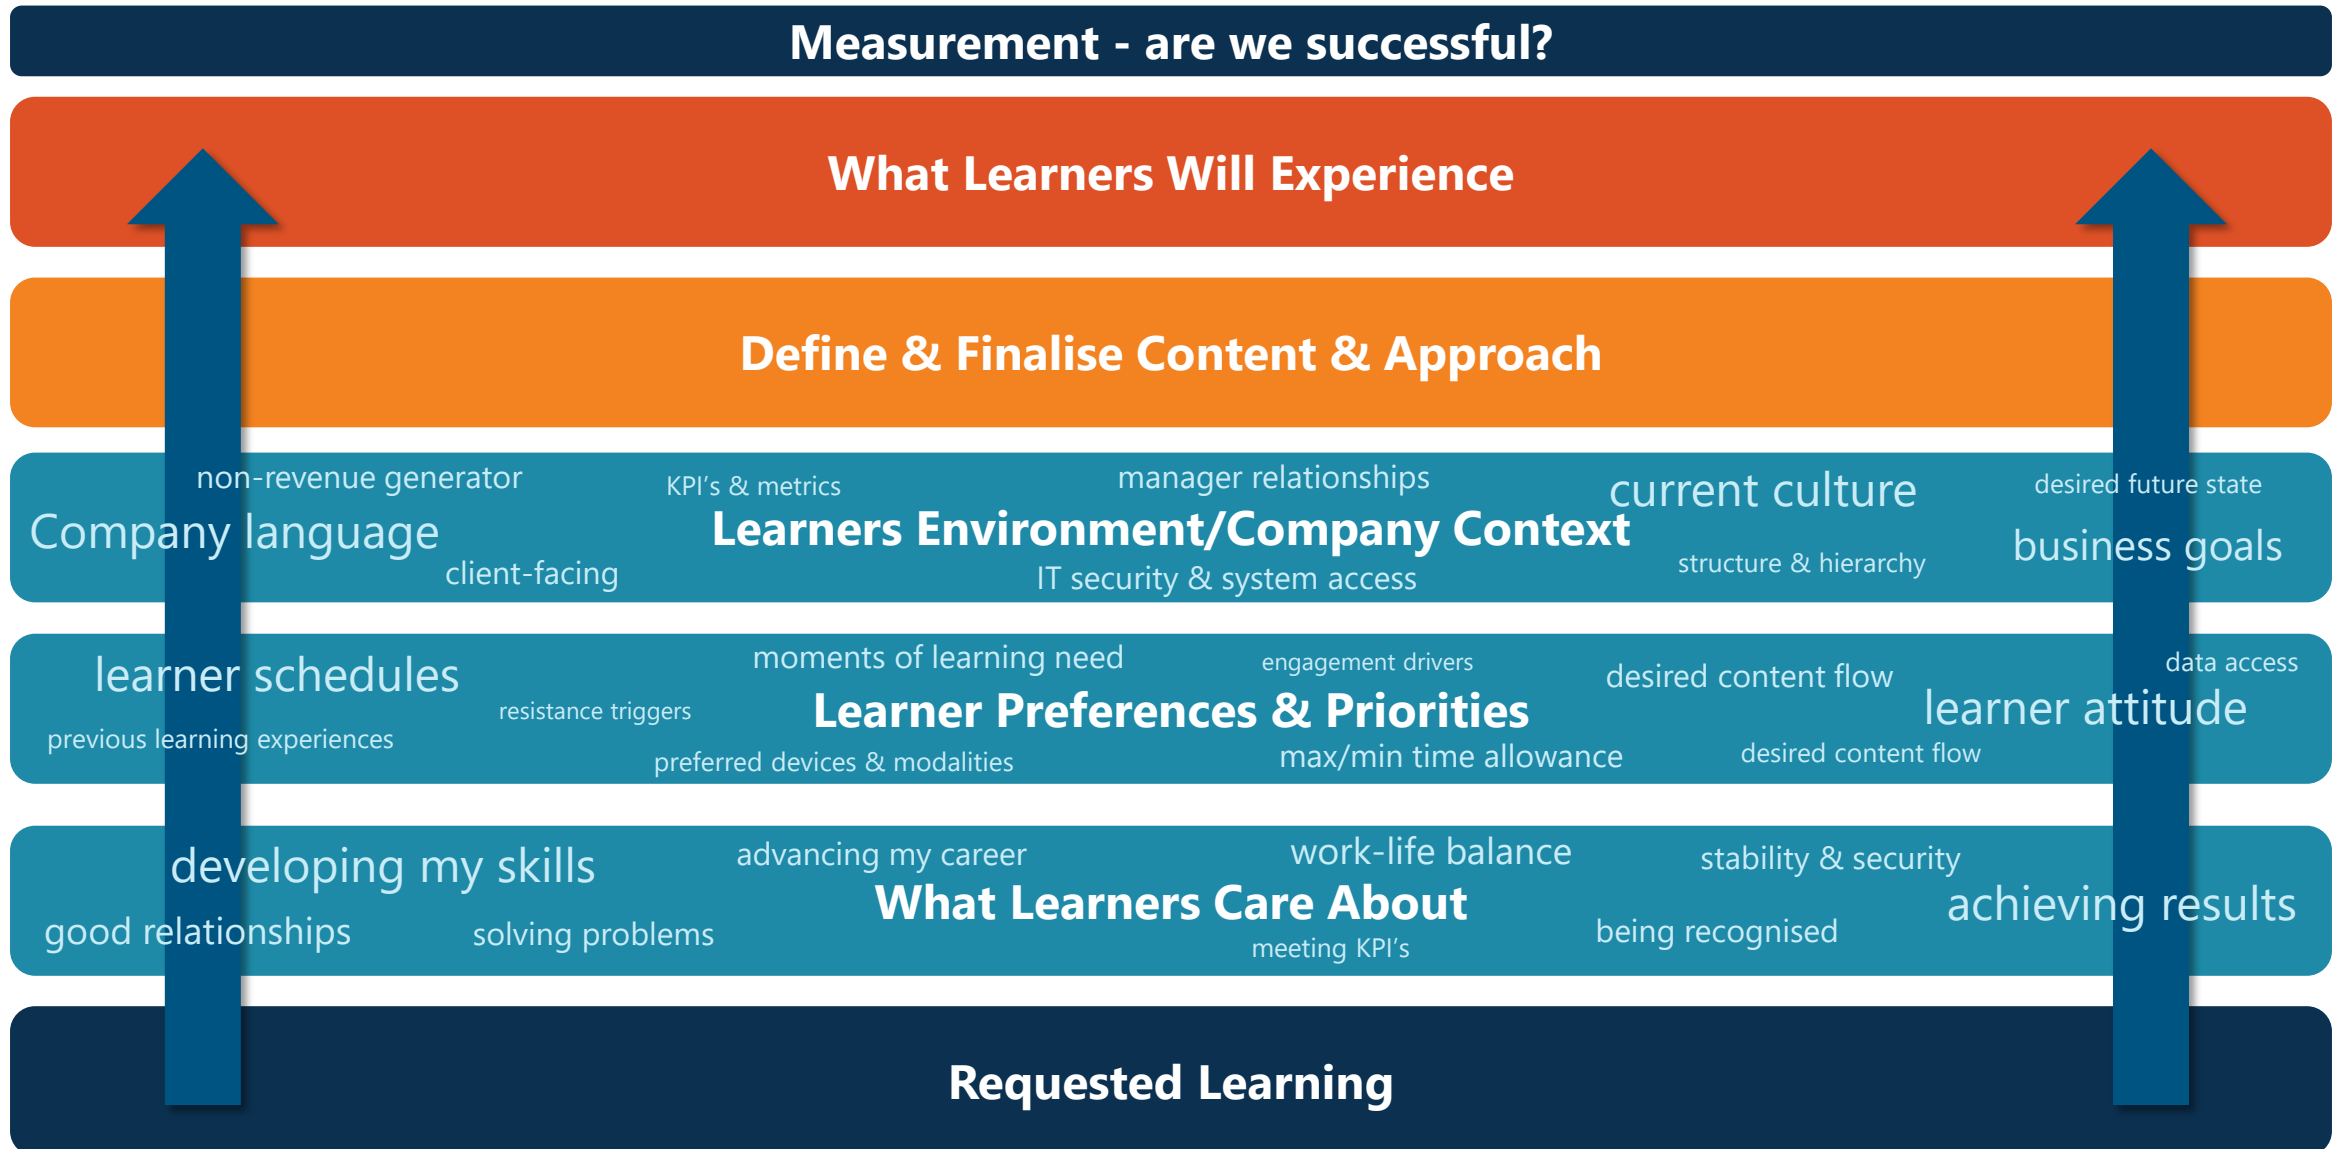 Measurement - are we successful?
What Learners Will Experience
Define & Finalise Content & Approach
non-revenue generator
KPI's & metrics
manager relationships
current culture
desired future state
Company language
Learners Environment/Company Context
business goals
client-facing
IT security & system access
structure & hierarchy
learner schedules
moments of learning need
engagement drivers
desired content flow
data access
resistance triggers
Learner Preferences & Priorities
learner attitude
previous learning experiences
preferred devices & modalities
max/min time allowance
desired content flow
developing my skills
advancing my career
work-life balance
stability & security
What Learners Care About
achieving results
good relationships
solving problems
meeting KPI's
being recognised
Requested Learning